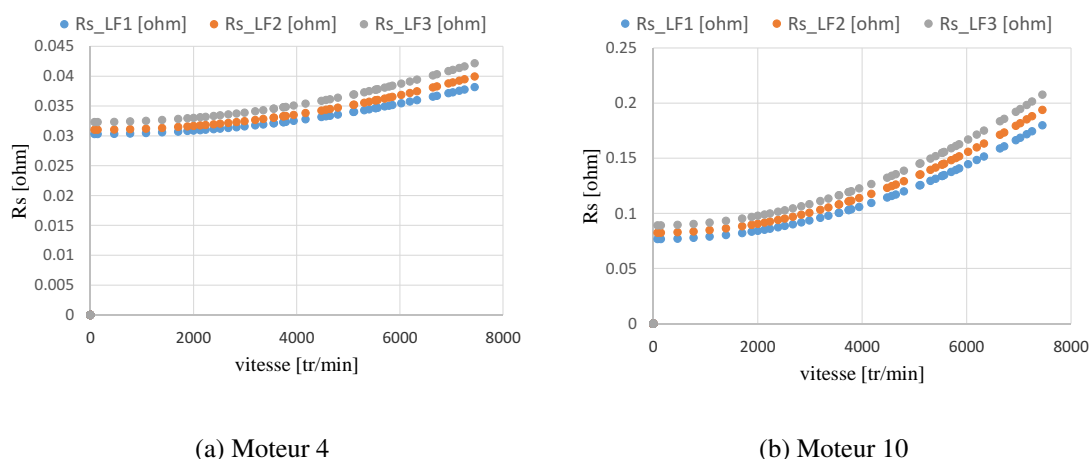 Rs_LF1 [ohm] Rs_LF2 [ohm] Rs_LF3 [ohm]
0.045
0.04
0.035
0.03
0.025
0.02
0.015
0.01
0.005
0
Rs [ohm]
0 2000 4000 6000 8000
vitesse [tr/min]
(a) Moteur 4
Rs_LF1 [ohm] Rs_LF2 [ohm] Rs_LF3 [ohm]
0.25
0.2
0.15
0.1
0.05
0
Rs [ohm]
0 2000 4000 6000 8000
vitesse [tr/min]
(b) Moteur 10